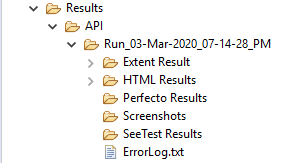 Results
API
Run_03-Mar-2020_07-14-28_PM
Extent Result
HTML Results
Perfecto Results
Screenshots
SeeTest Results
ErrorLog.txt